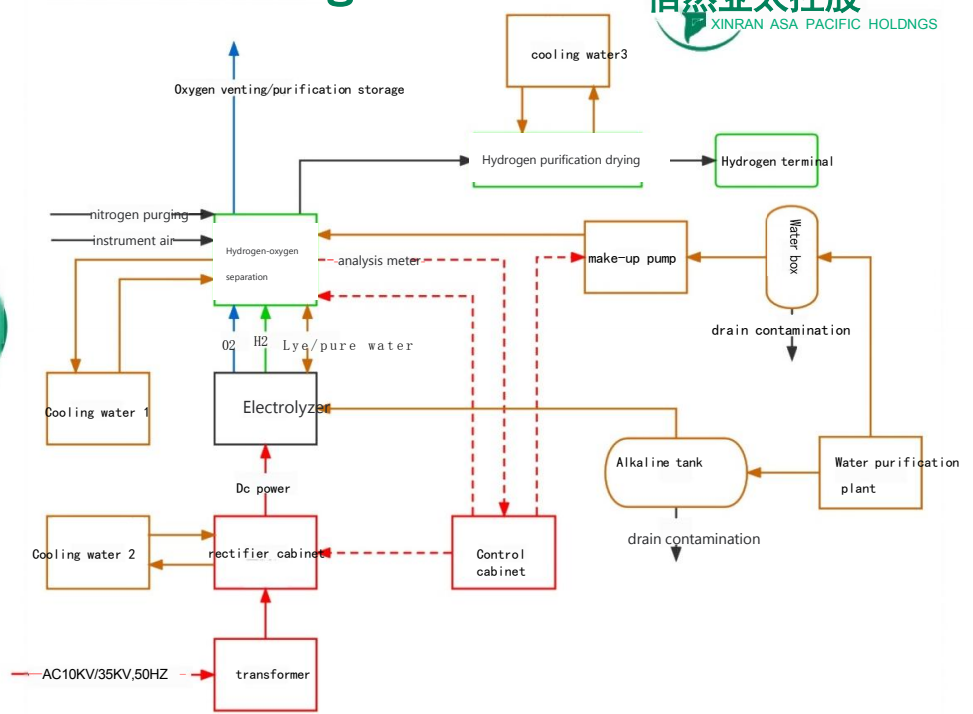 XINRAN ASA PACIFIC HOLDNGS
cooling water3
Oxygen venting/purification storage
Hydrogen purification drying
Hydrogen terminal
nitrogen purging
instrument air
Hydrogen-oxygen
separation
analysis meter
make-up pump
Water box
drain contamination
O2
H2
Lye/pure water
Cooling water 1
Electrolyzer
Alkaline tank
Water purification
plant
Dc power
drain contamination
Cooling water 2
rectifier cabinet
Control
cabinet
AC10KV/35KV,50HZ
transformer